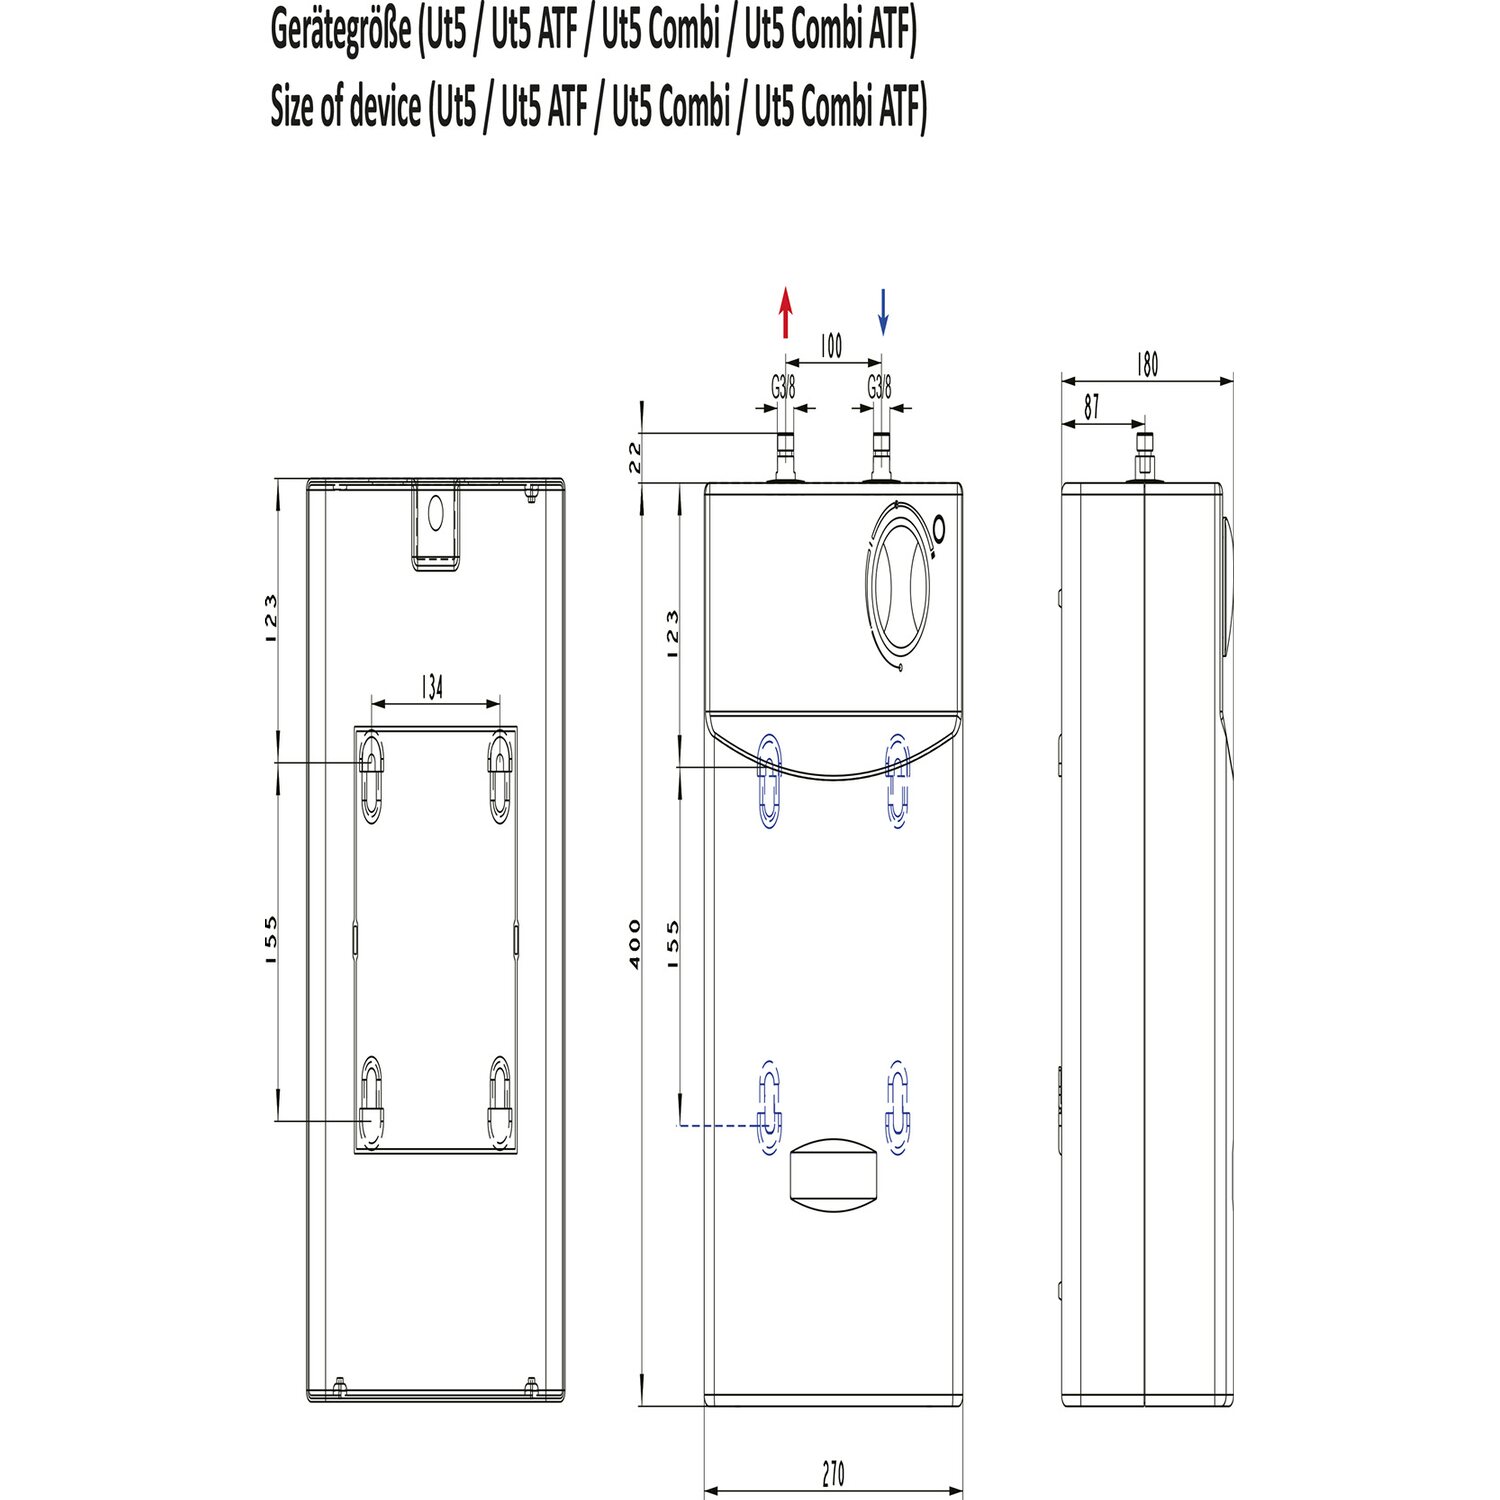 Gerätegröße (Ut5 / Ut5 ATF / Ut5 Combi / Ut5 Combi ATF)
Size of device (Ut5 / Ut5 ATF / Ut5 Combi / Ut5 Combi ATF)
100
G3/8
G3/8
22
180
87
123
134
155
123
400
155
270